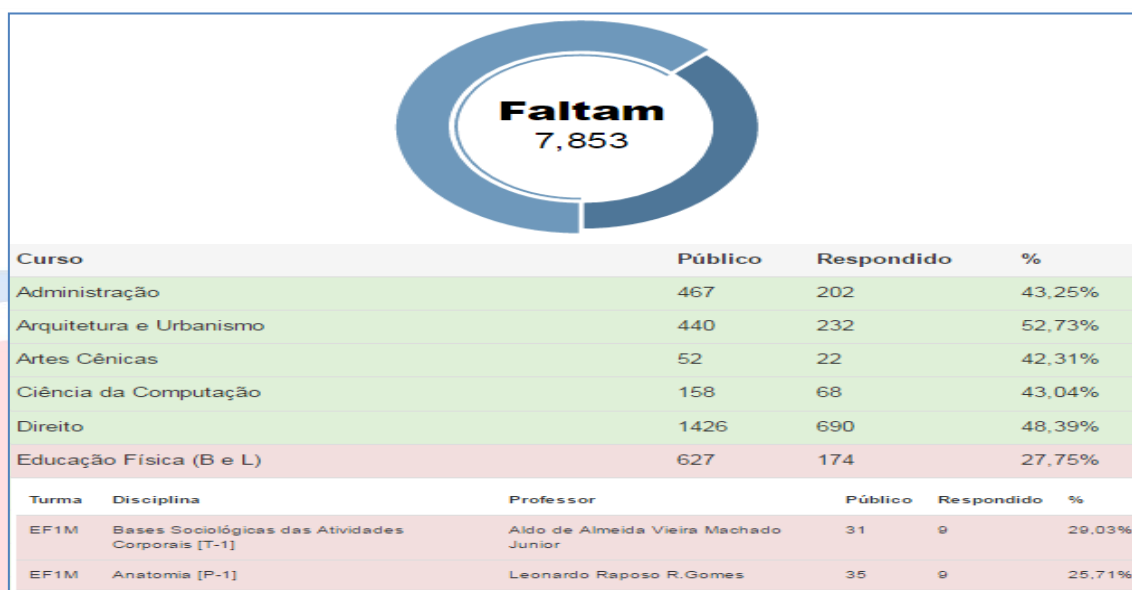 Faltam
7,853
Curso Público Respondido %
Administração 467 202 43,25%
Arquitetura e Urbanismo 440 232 52,73%
Artes Cênicas 52 22 42,31%
Ciência da Computação 158 68 43,04%
Direito 1426 690 48,39%
Educação Física (B e L) 627 174 27,75%
Turma Disciplina Professor Público Respondido %
EF1M Bases Sociológicas das Atividades Aldo de Almeida Vieira Machado 31 9 29,03%
Corporais [T-1] Junior
EF1M Anatomia [P-1] Leonardo Raposo R.Gomes 35 9 25,71%